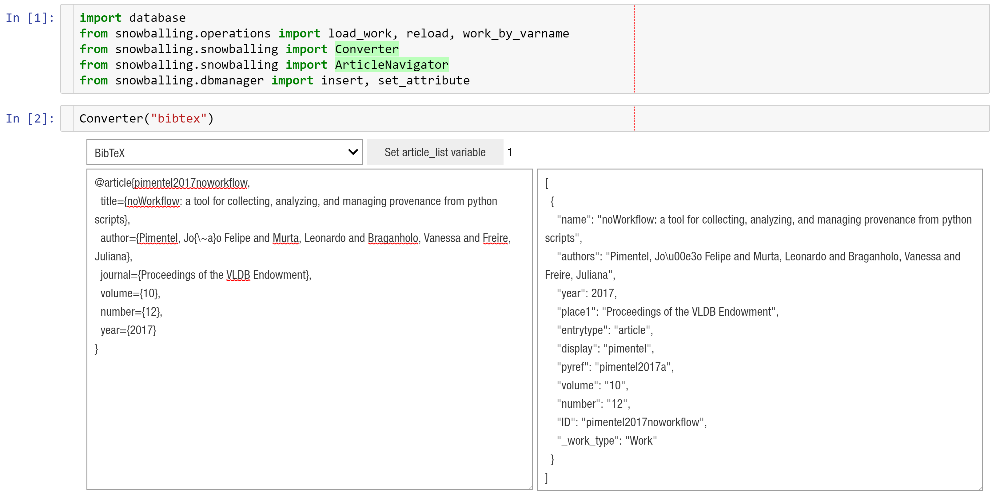 In [1]:
import database
from snowballing.operations import load_work, reload, work_by_varname
from snowballing.snowballing import Converter
from snowballing.snowballing import ArticleNavigator
from snowballing.dbmanager import insert, set_attribute
In [2]:
Converter("bibtex")
BibTeX
Set article_list variable
1
@article{pimentel2017noworkflow,
  title={noWorkflow: a tool for collecting, analyzing, and managing provenance from python
scripts},
  author={Pimentel, Jo{\~a}o Felipe and Murta, Leonardo and Braganholo, Vanessa and Freire,
Juliana},
  journal={Proceedings of the VLDB Endowment},
  volume={10},
  number={12},
  year={2017}
}
[
  {
    "name": "noWorkflow: a tool for collecting, analyzing, and managing provenance from python
scripts",
    "authors": "Pimentel, Jo\u00e3o Felipe and Murta, Leonardo and Braganholo, Vanessa and
Freire, Juliana",
    "year": 2017,
    "place1": "Proceedings of the VLDB Endowment",
    "entrytype": "article",
    "display": "pimentel",
    "pyref": "pimentel2017a",
    "volume": "10",
    "number": "12",
    "ID": "pimentel2017noworkflow",
    "_work_type": "Work"
  }
]